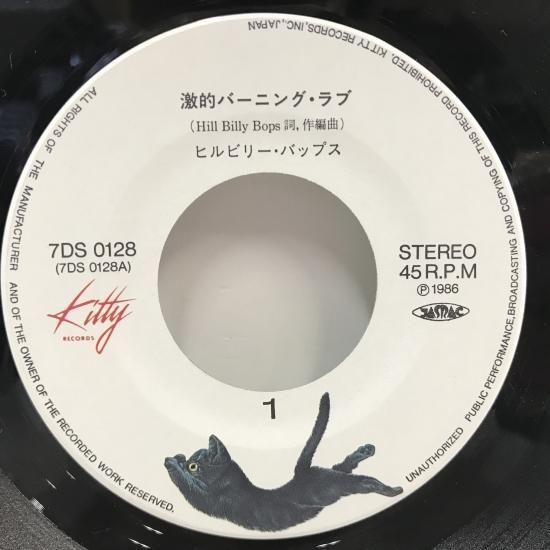 激的バーニング・ラブ
(Hill Billy Bops 詞,作編曲)
ヒルビリー・バップス
7DS 0128
(7DS 0128A)
STEREO
45 R.P.M
Ⓟ 1986
Kitty
RECORDS
JASRAC
1
ALL RIGHTS OF THE MANUFACTURER AND OF THE OWNER OF THE RECORDED WORK RESERVED.
UNAUTHORIZED PUBLIC PERFORMANCE, BROADCASTING AND COPYING OF THIS RECORD PROHIBITED. KITTY RECORDS, INC., JAPAN